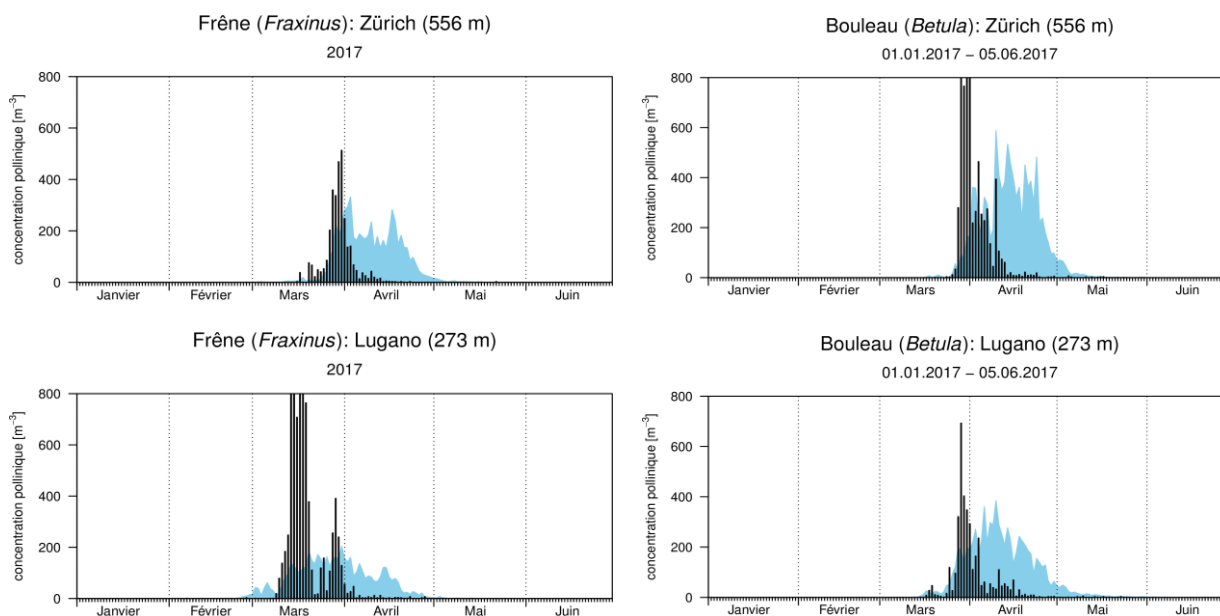 Frêne (Fraxinus): Zürich (556 m)
2017
concentration pollinique [m⁻³]
800
600
400
200
0
Janvier Février Mars Avril Mai Juin
Bouleau (Betula): Zürich (556 m)
01.01.2017 – 05.06.2017
concentration pollinique [m⁻³]
800
600
400
200
0
Janvier Février Mars Avril Mai Juin
Frêne (Fraxinus): Lugano (273 m)
2017
concentration pollinique [m⁻³]
800
600
400
200
0
Janvier Février Mars Avril Mai Juin
Bouleau (Betula): Lugano (273 m)
01.01.2017 – 05.06.2017
concentration pollinique [m⁻³]
800
600
400
200
0
Janvier Février Mars Avril Mai Juin